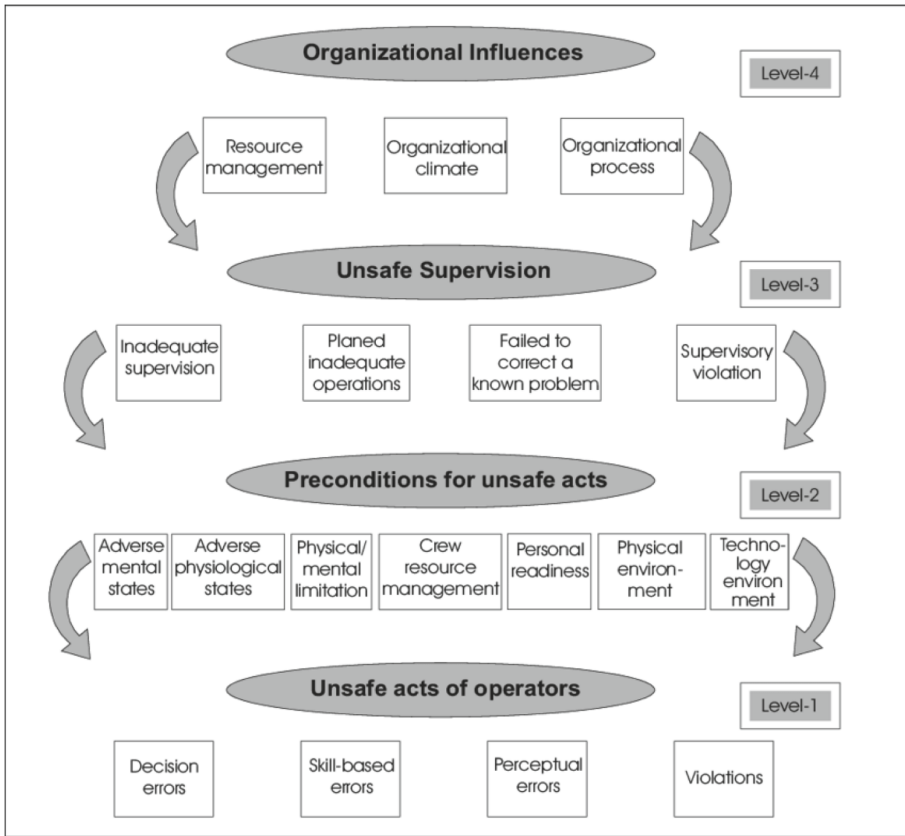 Organizational Influences
Level-4
Resource
management
Organizational
climate
Organizational
process
Unsafe Supervision
Level-3
Inadequate
supervision
Planed
inadequate
operations
Failed to
correct a
known problem
Supervisory
violation
Preconditions for unsafe acts
Level-2
Adverse
mental
states
Adverse
physiological
states
Physical/
mental
limitation
Crew
resource
management
Personal
readiness
Physical
environ-
ment
Techno-
logy
environ
ment
Unsafe acts of operators
Level-1
Decision
errors
Skill-based
errors
Perceptual
errors
Violations